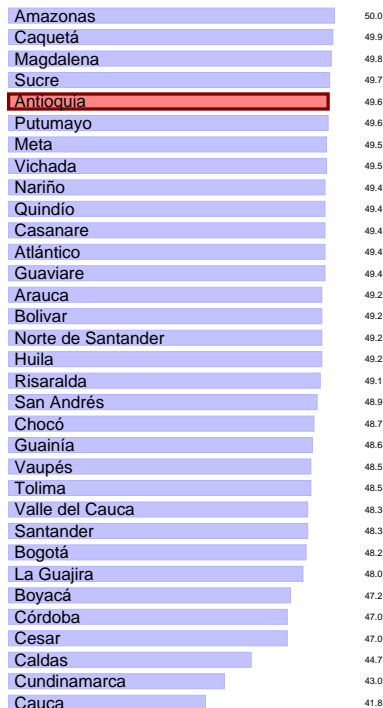 Amazonas 50.0
Caquetá 49.9
Magdalena 49.8
Sucre 49.7
Antioquia 49.6
Putumayo 49.6
Meta 49.5
Vichada 49.5
Nariño 49.4
Quindío 49.4
Casanare 49.4
Atlántico 49.4
Guaviare 49.4
Arauca 49.2
Bolivar 49.2
Norte de Santander 49.2
Huila 49.2
Risaralda 49.1
San Andrés 48.9
Chocó 48.7
Guainía 48.6
Vaupés 48.5
Tolima 48.5
Valle del Cauca 48.3
Santander 48.3
Bogotá 48.2
La Guajira 48.0
Boyacá 47.2
Córdoba 47.0
Cesar 47.0
Caldas 44.7
Cundinamarca 43.0
Cauca 41.8